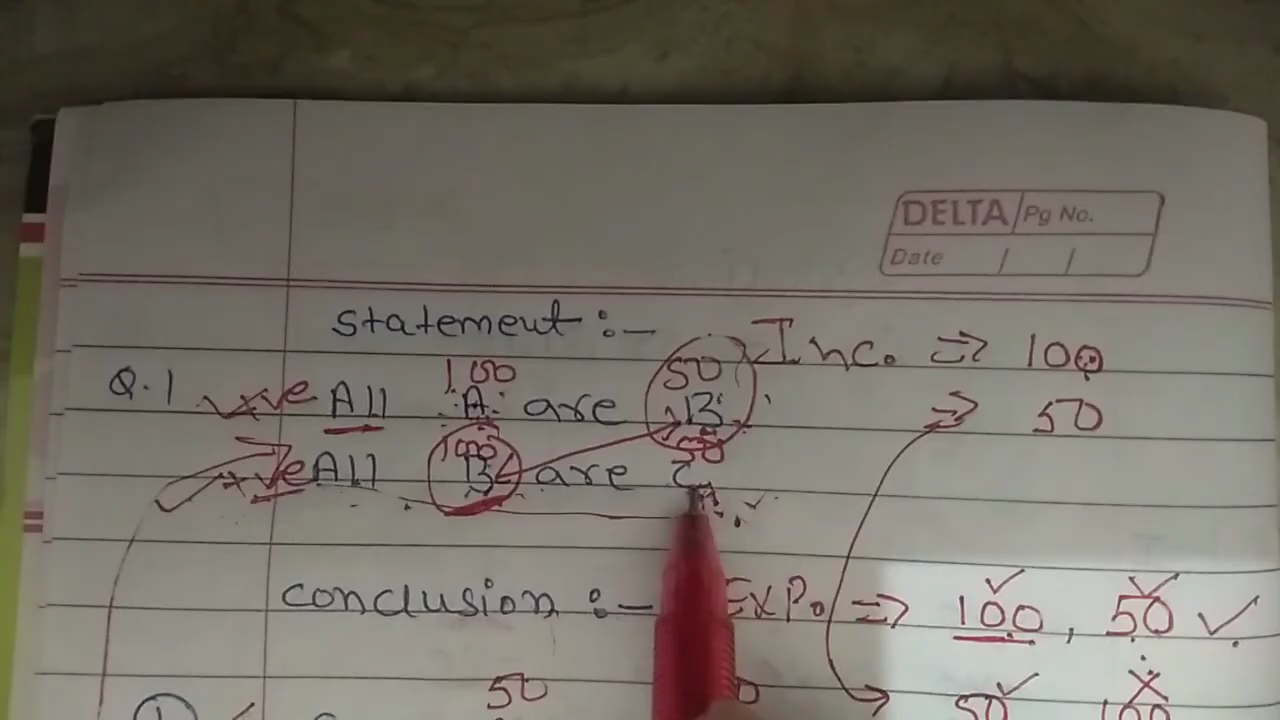 DELTA Pg No.
Date / /
Statement :-
Inc. => 100
100 50
Q.1 +ve All A are B => 50
100 50
+ve All B are C
Conclusion :- Exp. => 100, 50
50 50 100